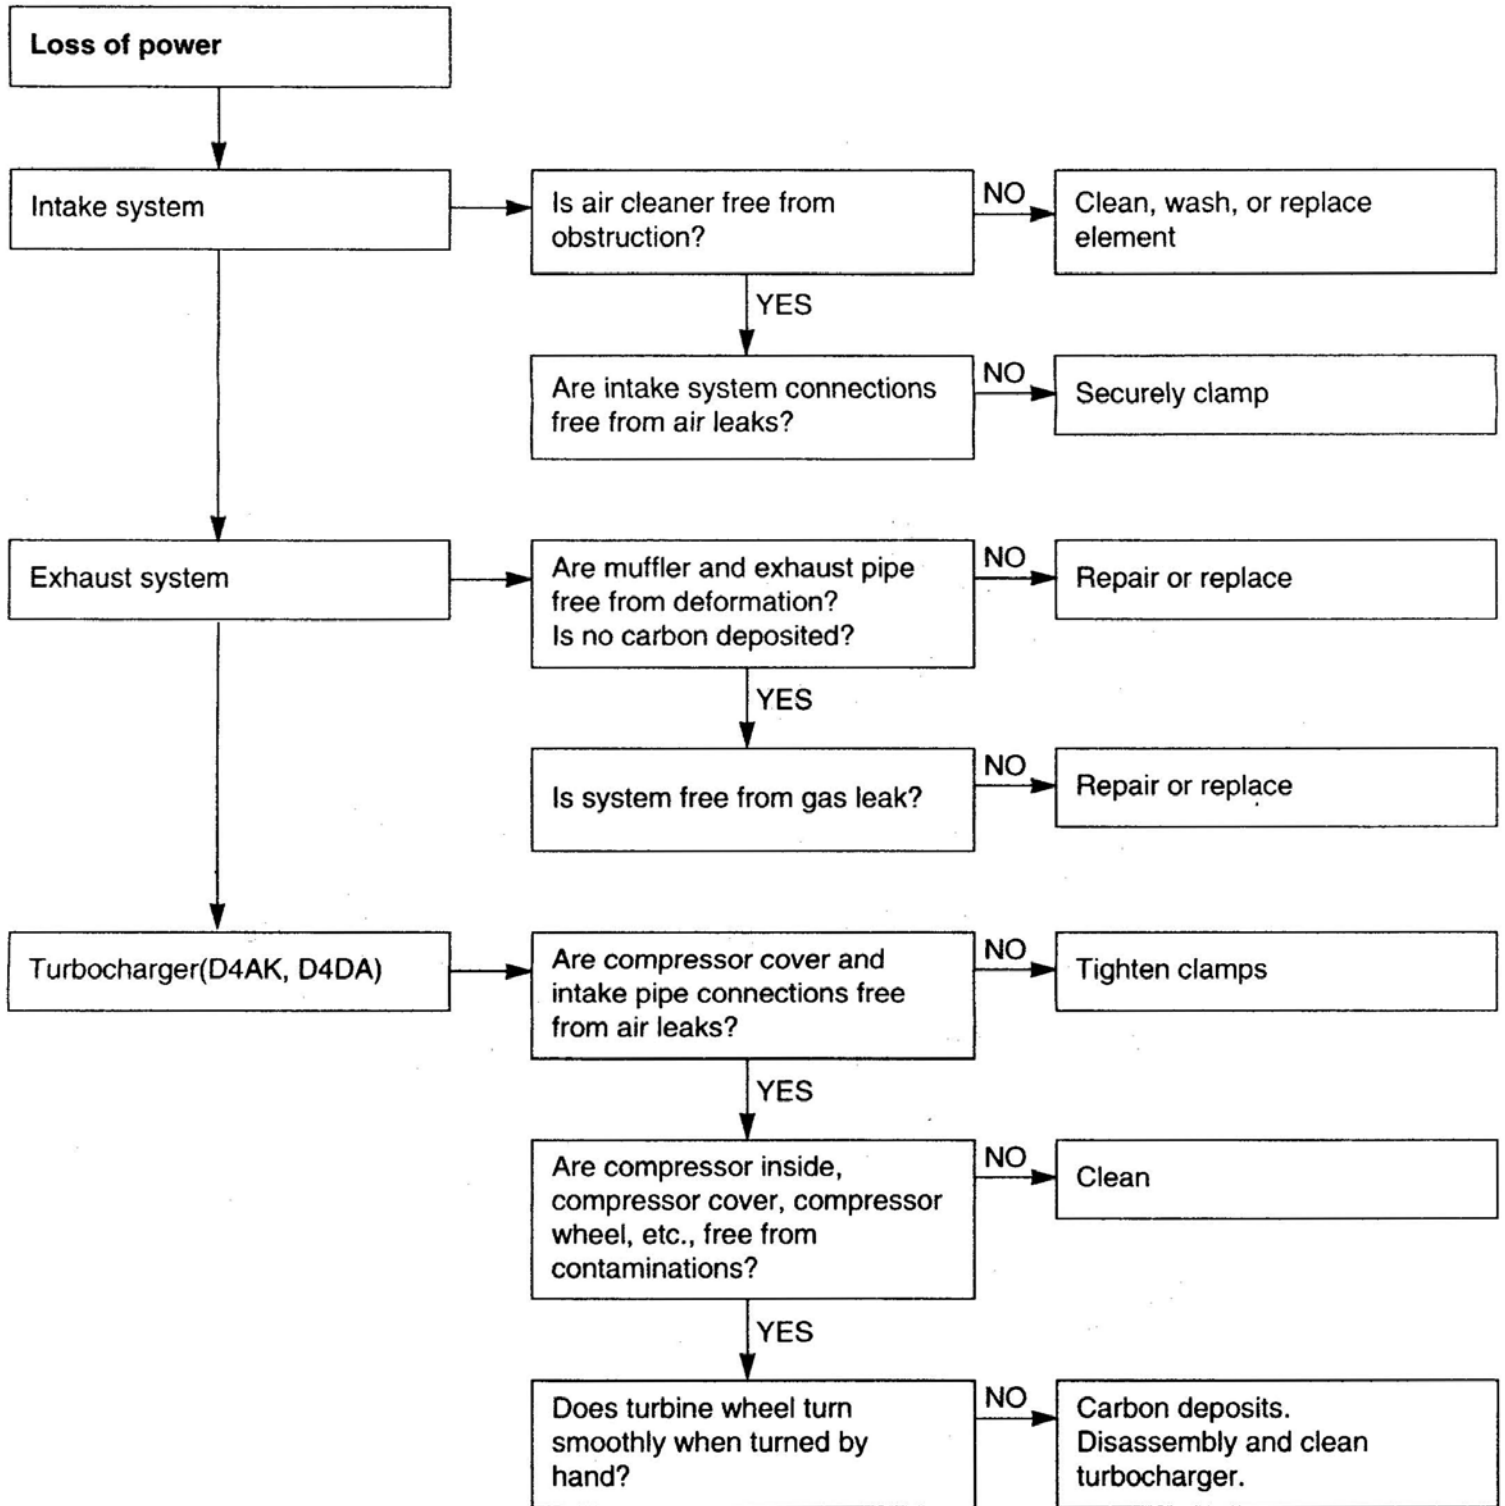 Loss of power
Intake system
Is air cleaner free from
obstruction?
NO
Clean, wash, or replace
element
YES
Are intake system connections
free from air leaks?
NO
Securely clamp
Exhaust system
Are muffler and exhaust pipe
free from deformation?
Is no carbon deposited?
NO
Repair or replace
YES
Is system free from gas leak?
NO
Repair or replace
Turbocharger(D4AK, D4DA)
Are compressor cover and
intake pipe connections free
from air leaks?
NO
Tighten clamps
YES
Are compressor inside,
compressor cover, compressor
wheel, etc., free from
contaminations?
NO
Clean
YES
Does turbine wheel turn
smoothly when turned by
hand?
NO
Carbon deposits.
Disassembly and clean
turbocharger.